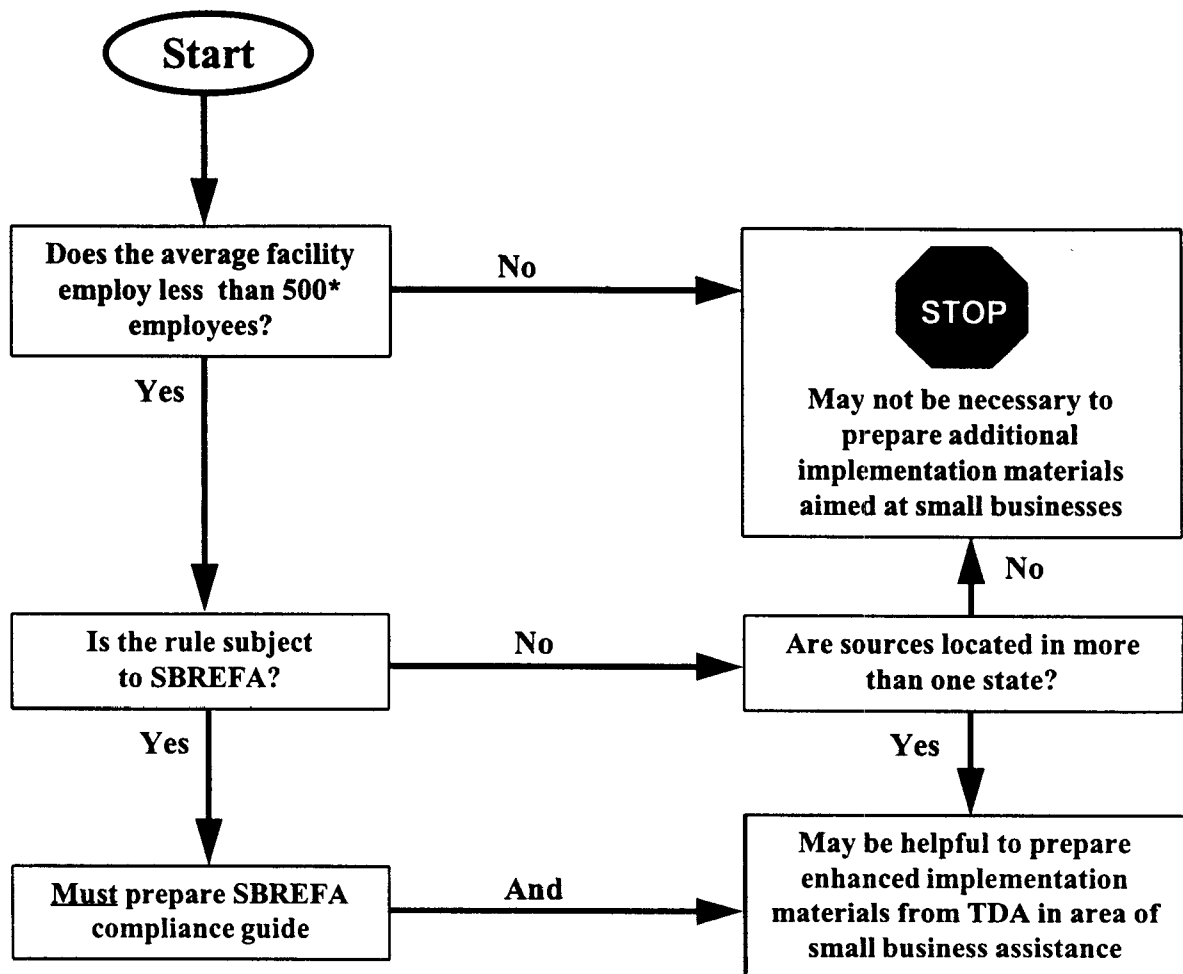 Start
Does the average facility
employ less than 500*
employees?
No
STOP
May not be necessary to
prepare additional
implementation materials
aimed at small businesses
Yes
No
Is the rule subject
to SBREFA?
No
Are sources located in more
than one state?
Yes
Yes
Must prepare SBREFA
compliance guide
And
May be helpful to prepare
enhanced implementation
materials from TDA in area of
small business assistance